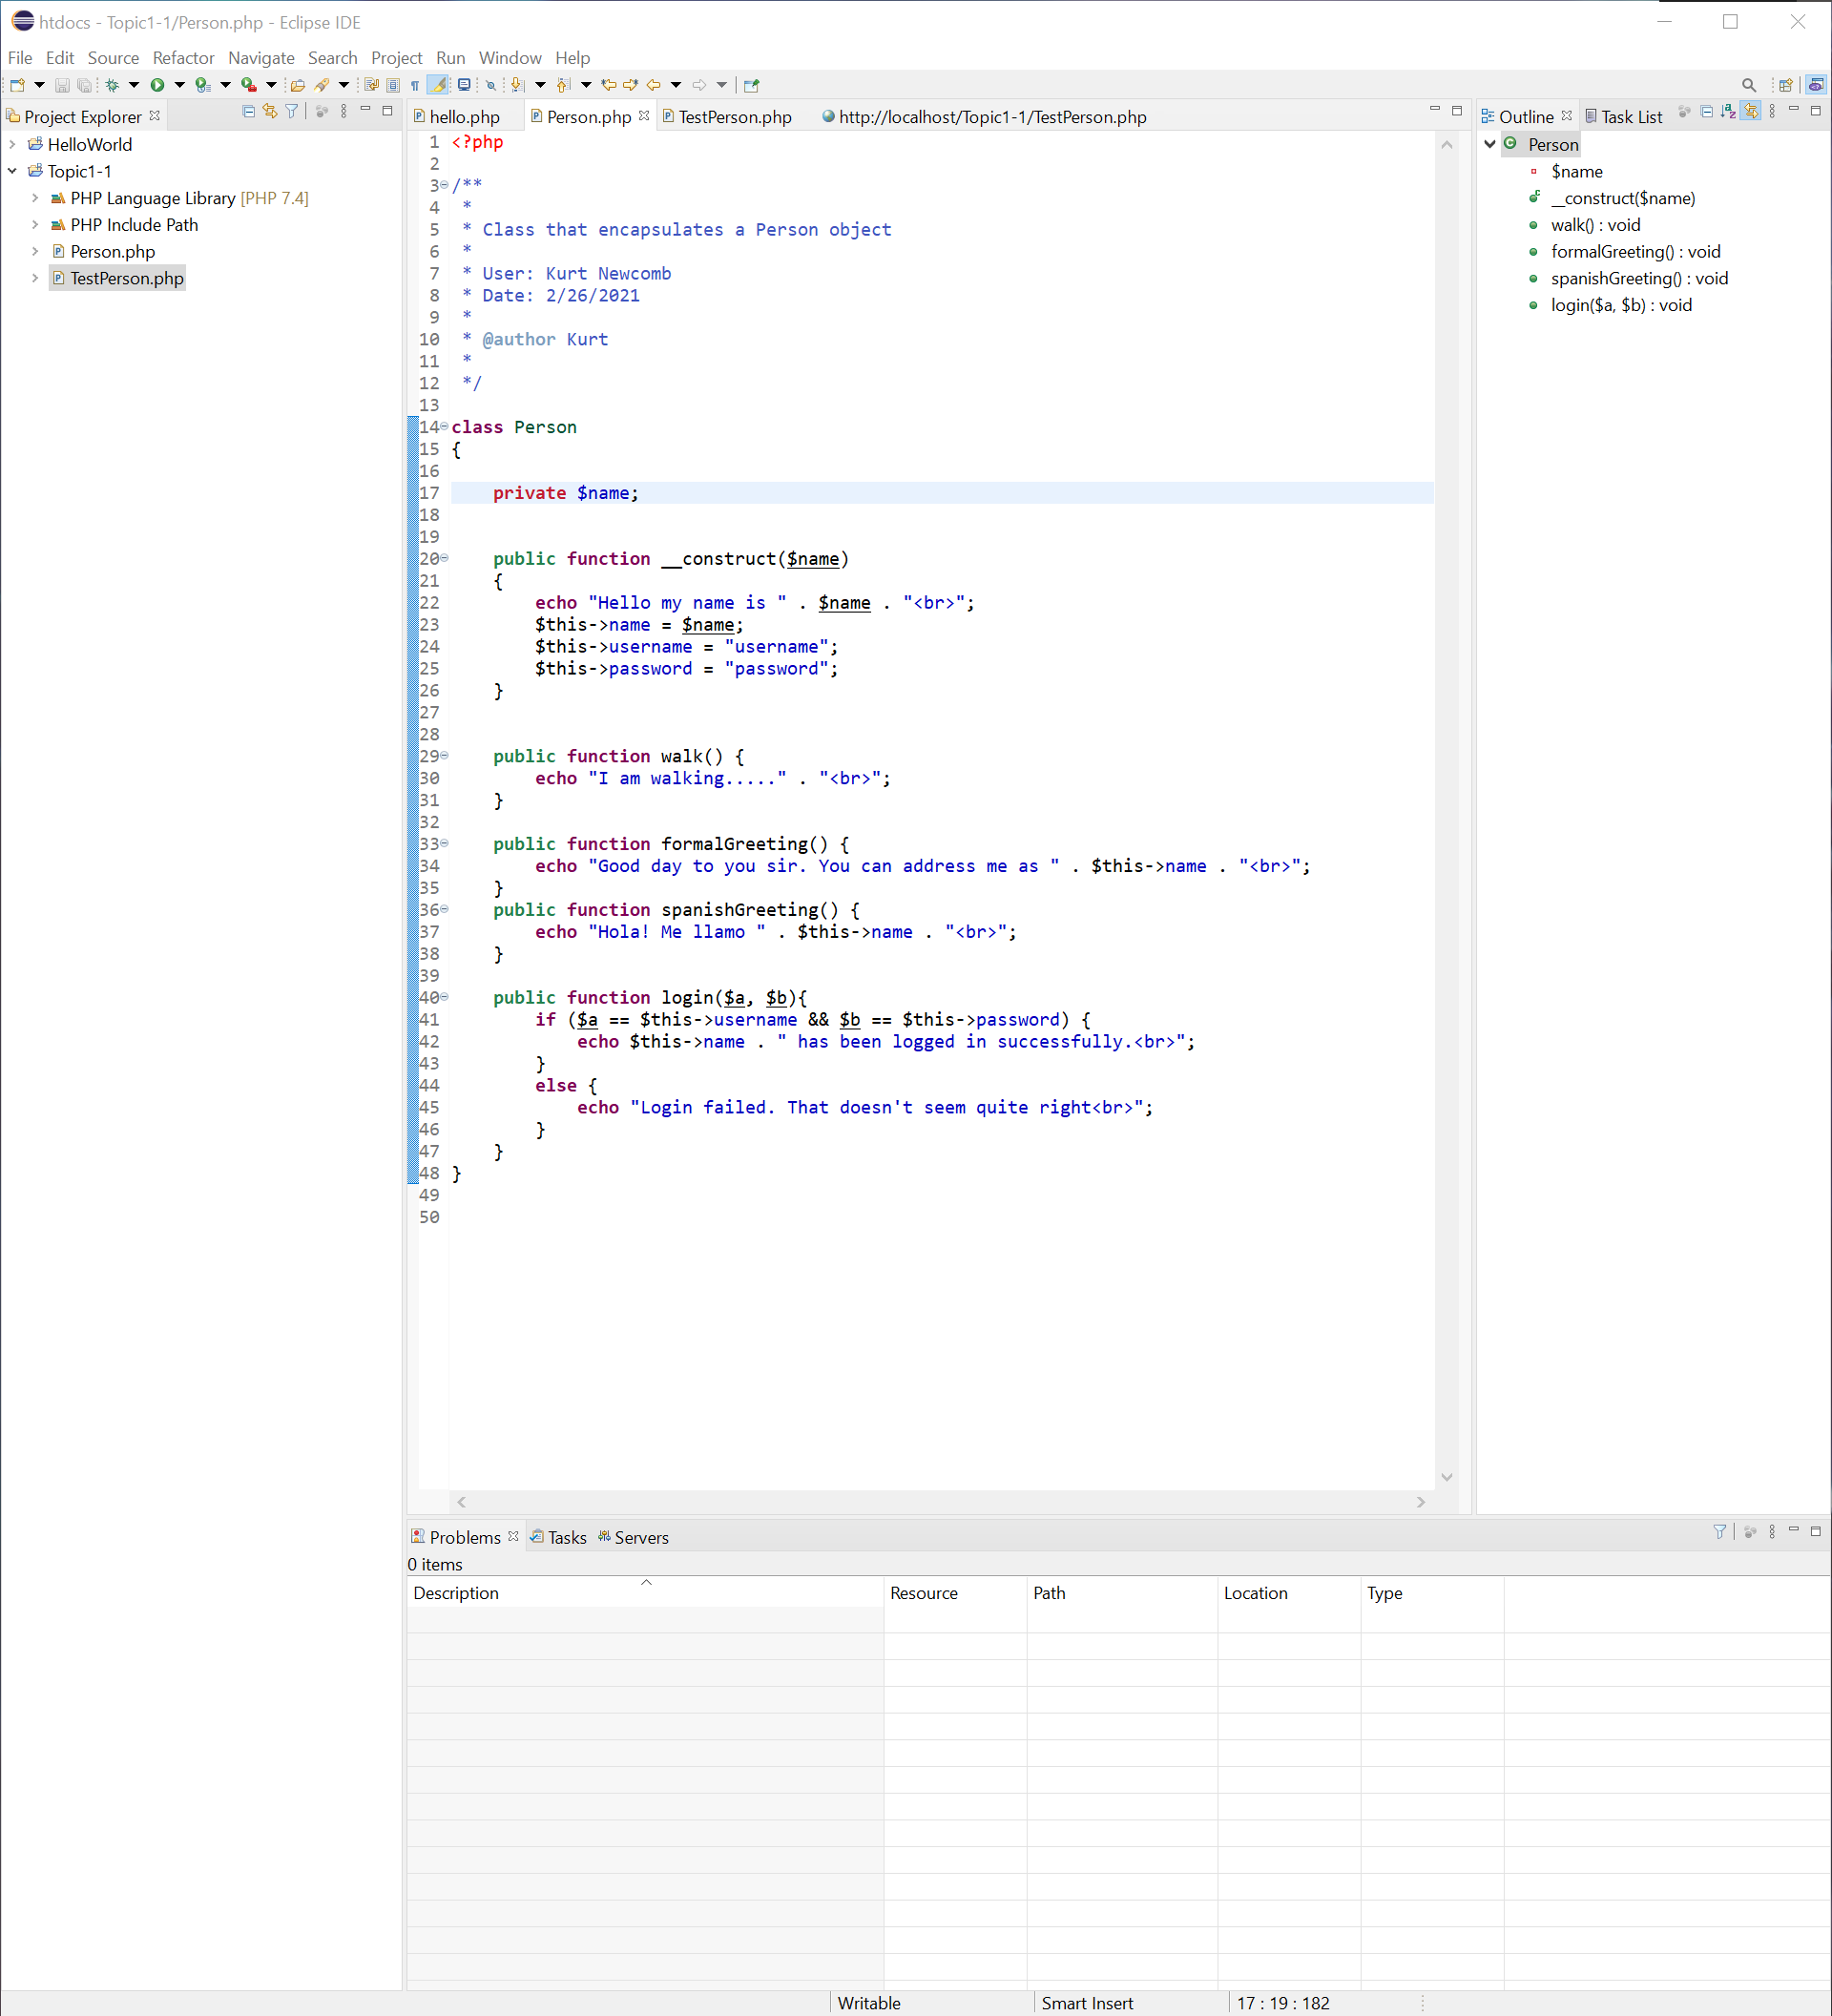 htdocs - Topic1-1/Person.php - Eclipse IDE
File Edit Source Refactor Navigate Search Project Run Window Help
Project Explorer
HelloWorld
Topic1-1
PHP Language Library [PHP 7.4]
PHP Include Path
Person.php
TestPerson.php
hello.php Person.php TestPerson.php http://localhost/Topic1-1/TestPerson.php
1 <?php
2
3 /**
4 *
5 * Class that encapsulates a Person object
6 *
7 * User: Kurt Newcomb
8 * Date: 2/26/2021
9 *
10 * @author Kurt
11 *
12 */
13
14 class Person
15 {
16
17 private $name;
18
19
20 public function __construct($name)
21 {
22 echo "Hello my name is " . $name . "<br>";
23 $this->name = $name;
24 $this->username = "username";
25 $this->password = "password";
26 }
27
28
29 public function walk() {
30 echo "I am walking....." . "<br>";
31 }
32
33 public function formalGreeting() {
34 echo "Good day to you sir. You can address me as " . $this->name . "<br>";
35 }
36 public function spanishGreeting() {
37 echo "Hola! Me llamo " . $this->name . "<br>";
38 }
39
40 public function login($a, $b){
41 if ($a == $this->username && $b == $this->password) {
42 echo $this->name . " has been logged in successfully.<br>";
43 }
44 else {
45 echo "Login failed. That doesn't seem quite right<br>";
46 }
47 }
48 }
49
50
Outline Task List
Person
$name
__construct($name)
walk() : void
formalGreeting() : void
spanishGreeting() : void
login($a, $b) : void
Problems Tasks Servers
0 items
Description Resource Path Location Type
Writable Smart Insert 17 : 19 : 182